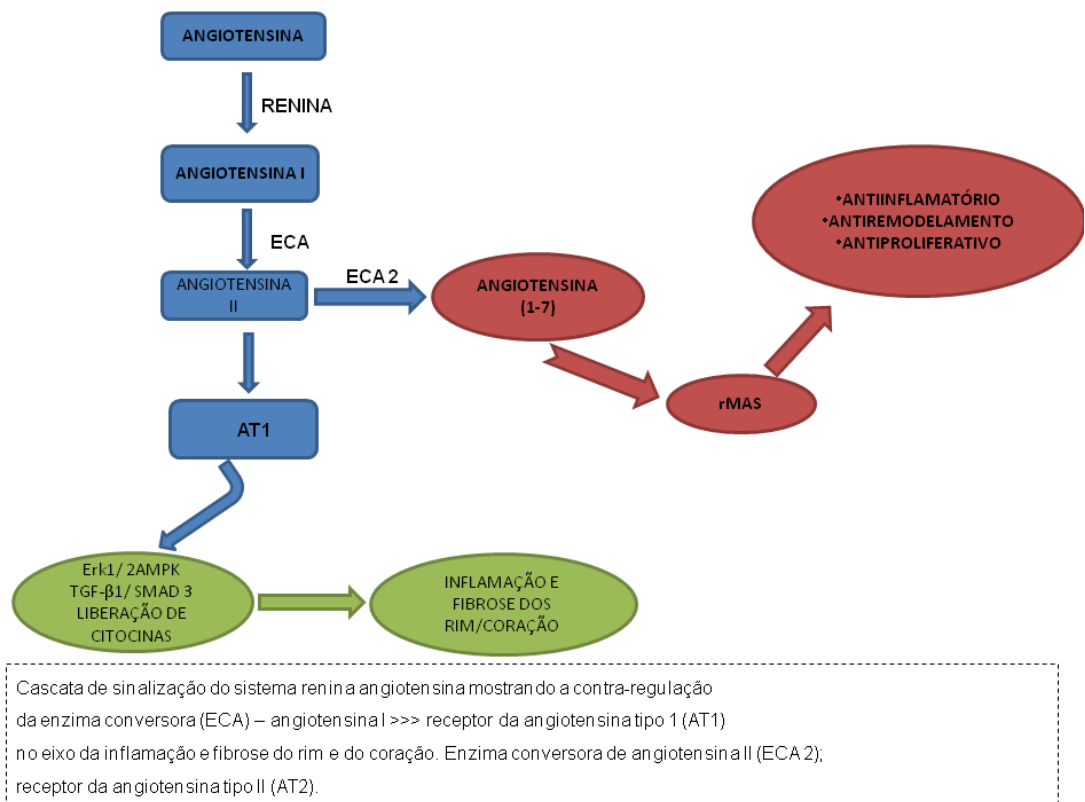 ANGIOTENSINA
RENINA
ANGIOTENSINA I
ECA
ANGIOTENSINA
II
ECA 2
ANGIOTENSINA
(1-7)
•ANTIINFLAMATÓRIO
•ANTIREMODELAMENTO
•ANTIPROLIFERATIVO
rMAS
AT1
Erk1/ 2AMPK
TGF-β1/ SMAD 3
LIBERAÇÃO DE
CITOCINAS
INFLAMAÇÃO E
FIBROSE DOS
RIM/CORAÇÃO
Cascata de sinalização do sistema renina angiotensina mostrando a contra-regulação
da enzima conversora (ECA) – angiotensina I >>> receptor da angiotensina tipo 1 (AT1)
no eixo da inflamação e fibrose do rim e do coração. Enzima conversora de angiotensina II (ECA 2);
receptor da angiotensina tipo II (AT2).